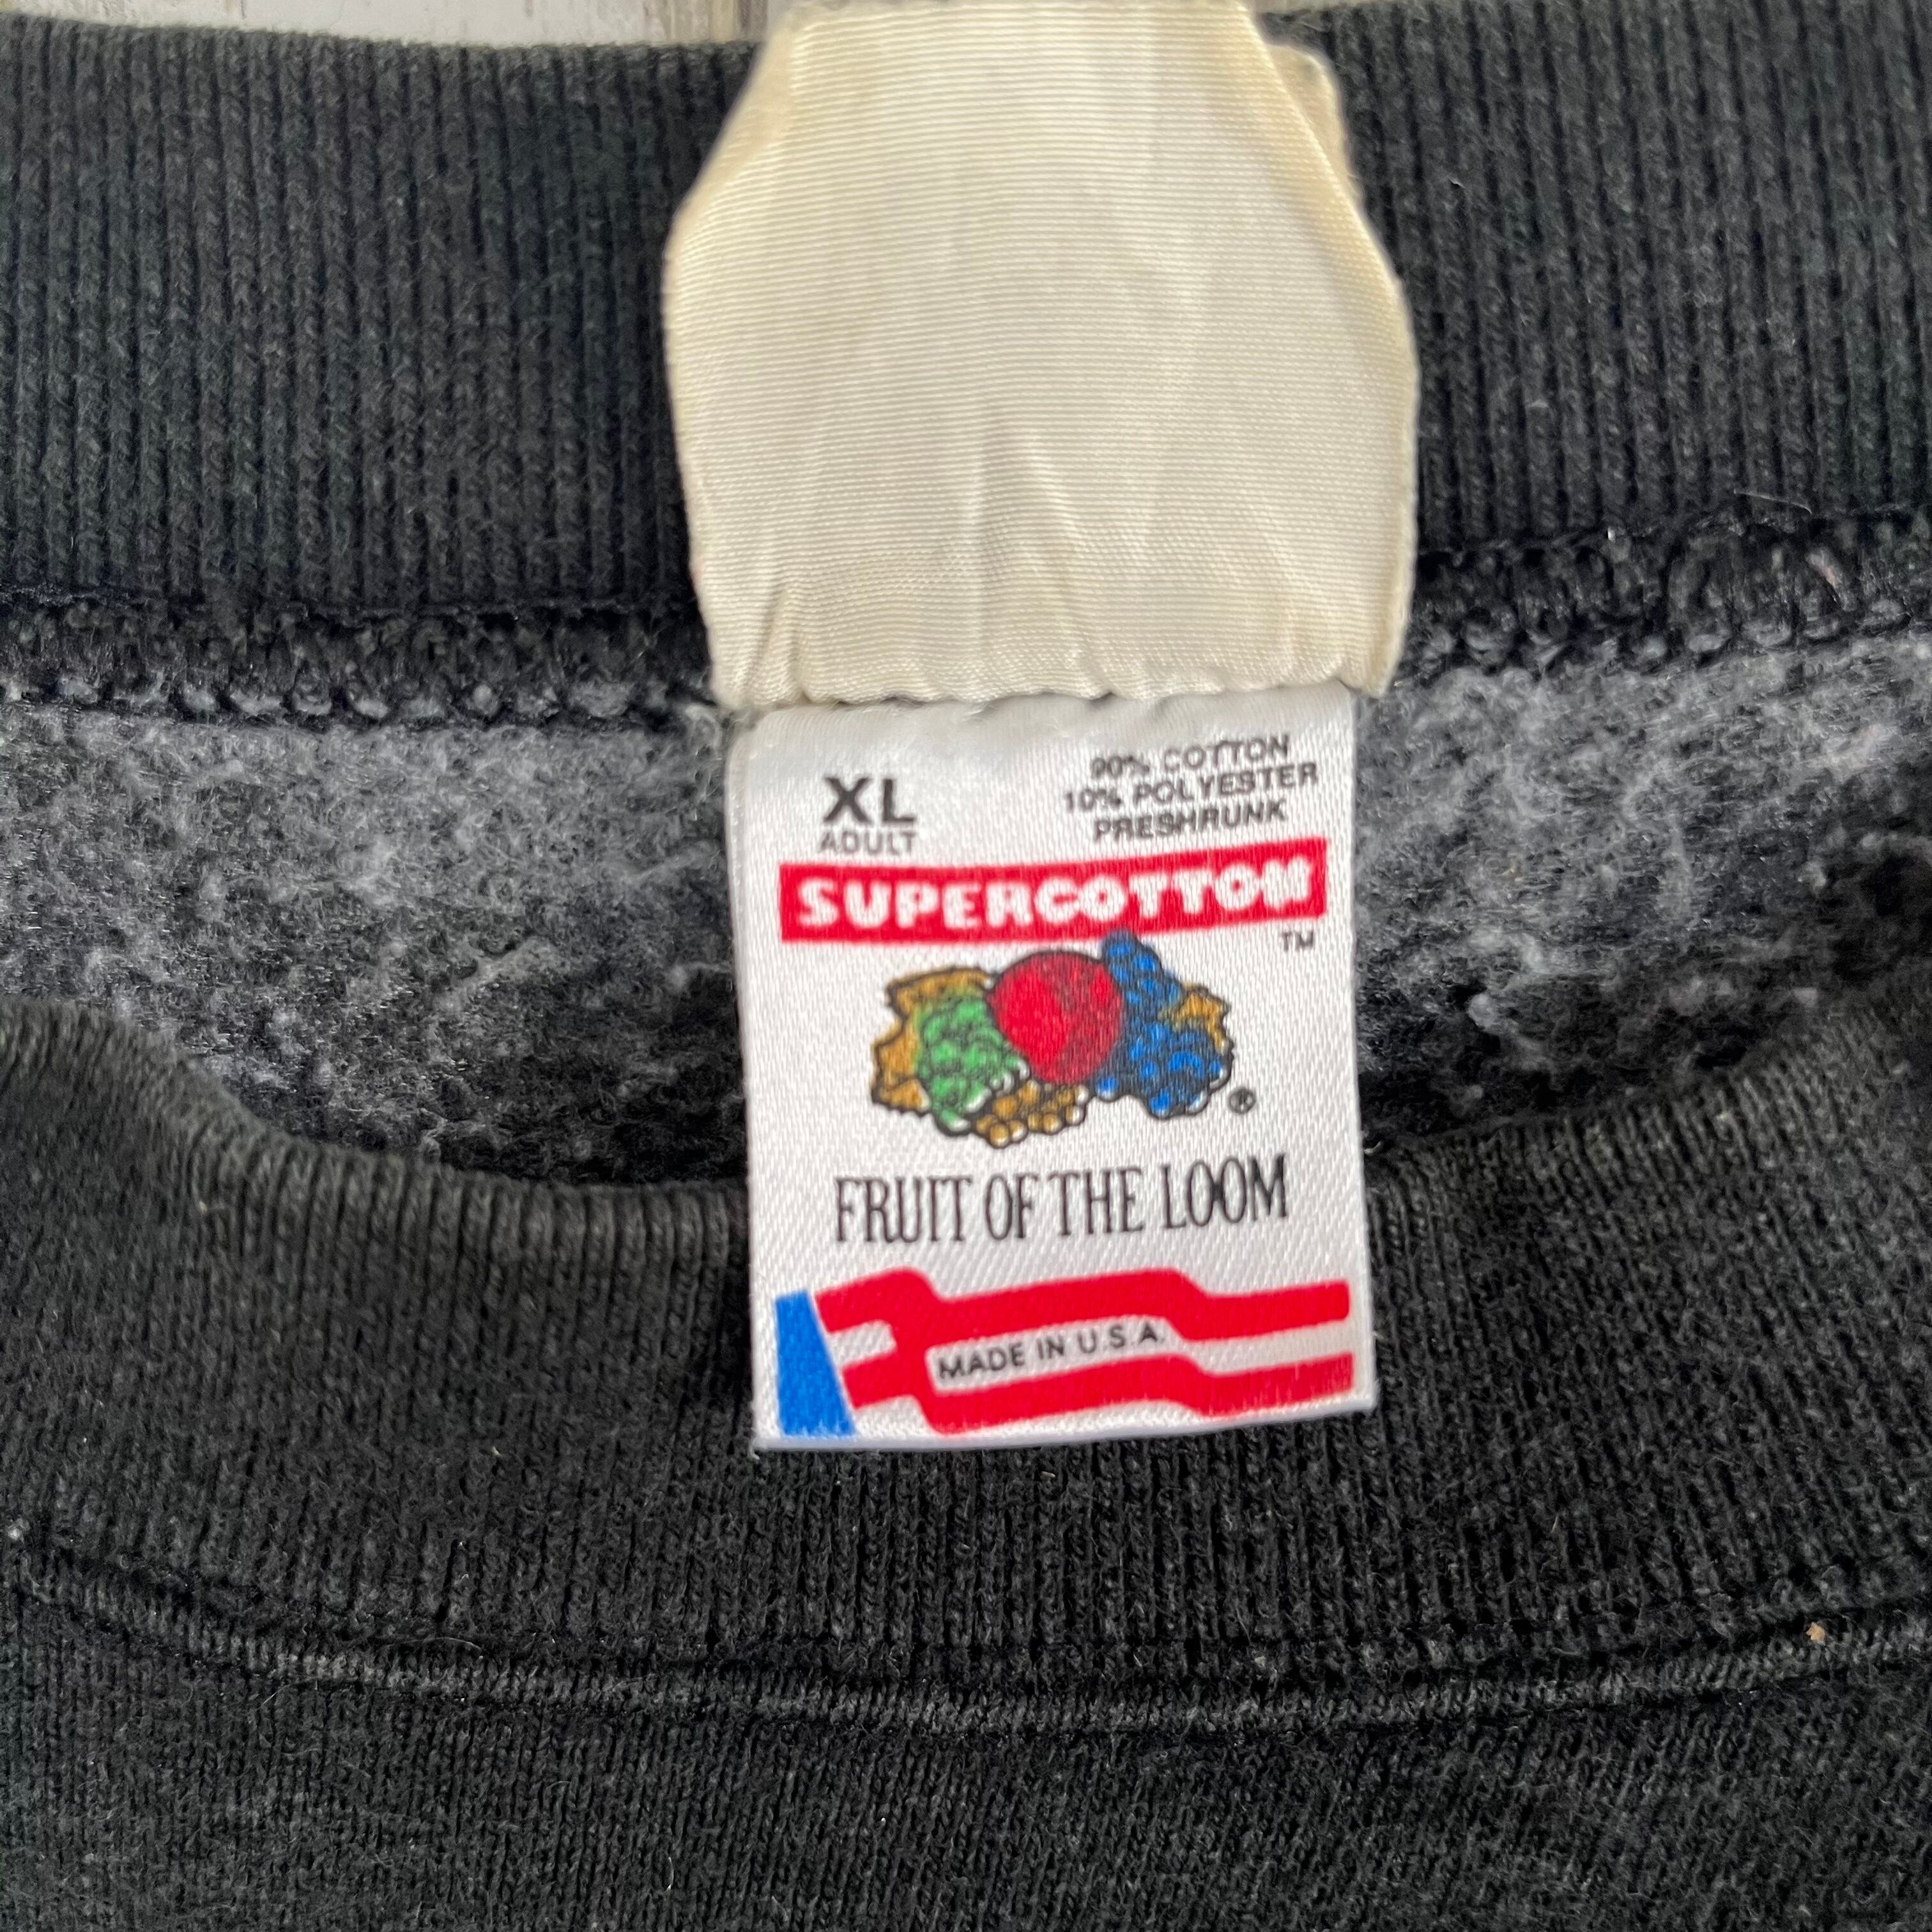 XL
ADULT
90% COTTON
10% POLYESTER
PRESHRUNK
SUPERCOTTON
TM
®
FRUIT OF THE LOOM
MADE IN U.S.A.